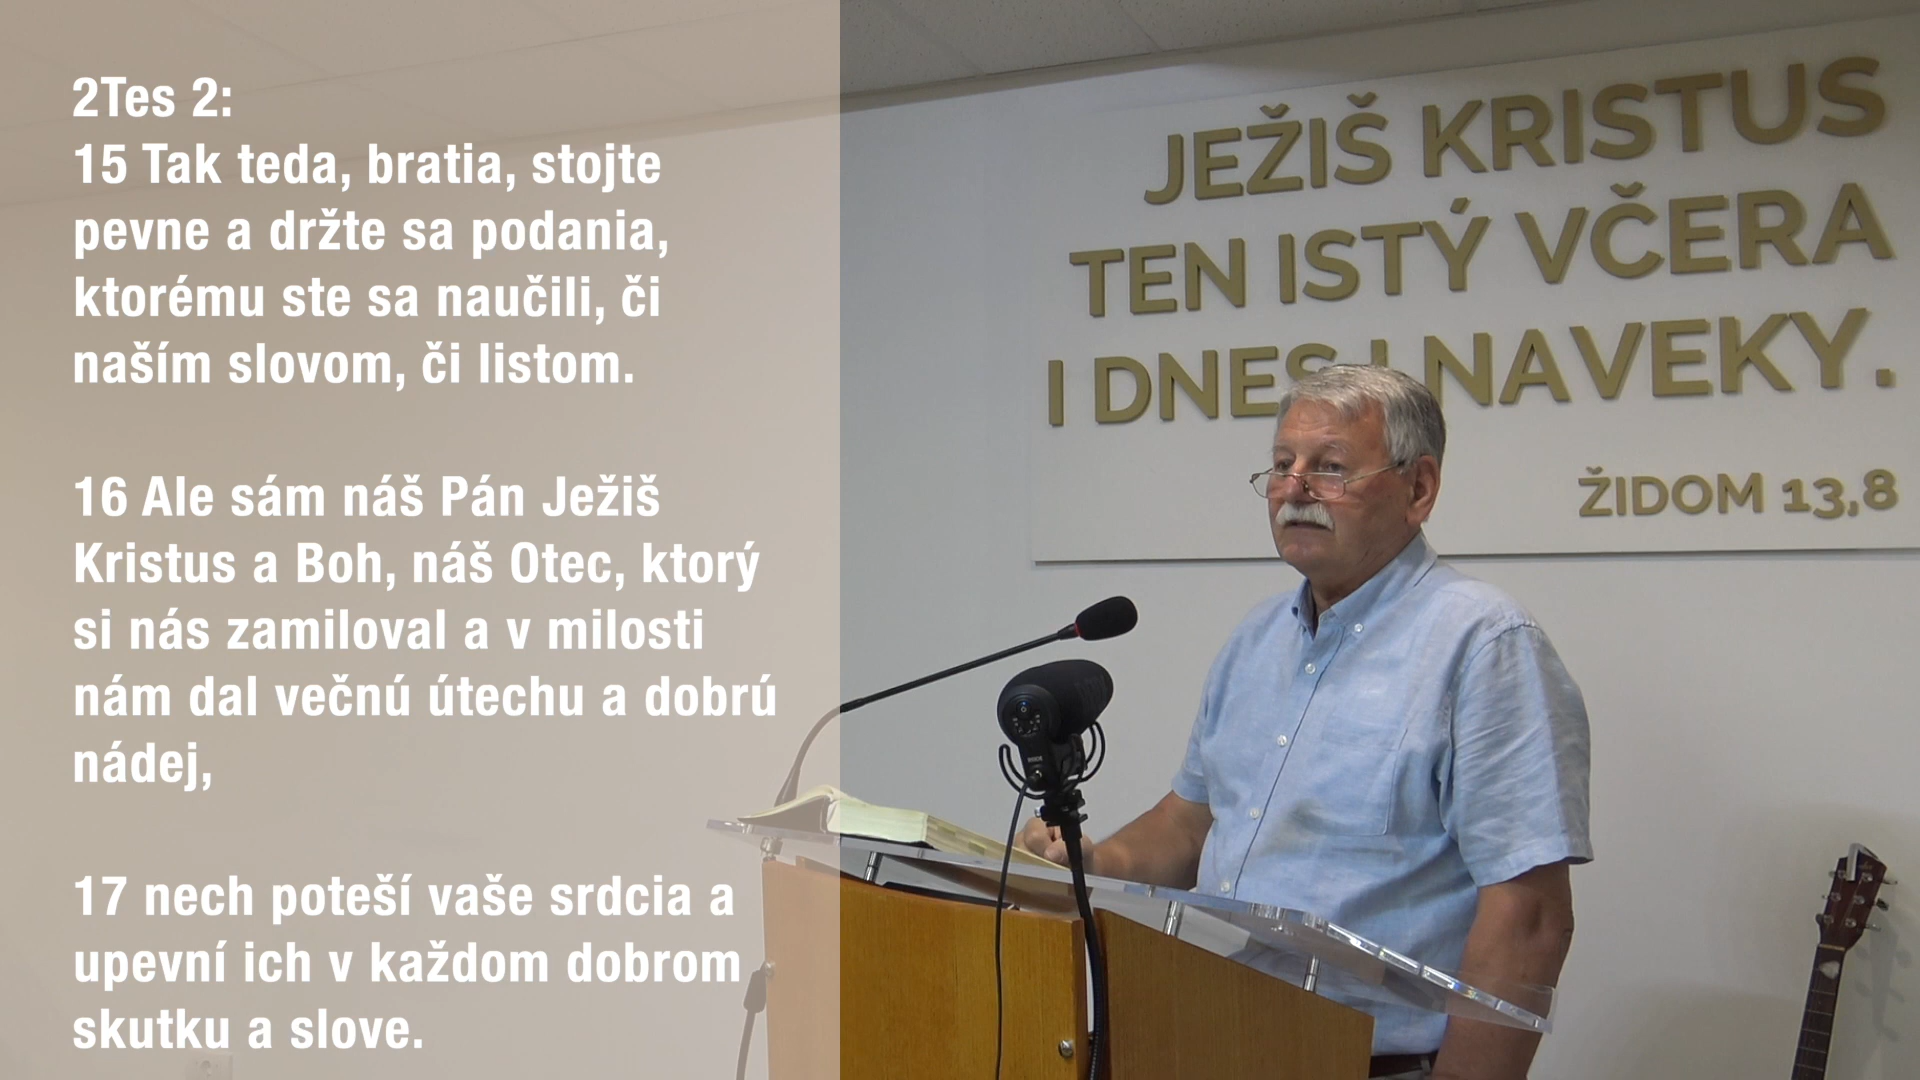 2Tes 2:
15 Tak teda, bratia, stojte
pevne a držte sa podania,
ktorému ste sa naučili, či
naším slovom, či listom.
16 Ale sám náš Pán Ježiš
Kristus a Boh, náš Otec, ktorý
si nás zamiloval a v milosti
nám dal večnú útechu a dobrú
nádej,
17 nech poteší vaše srdcia a
upevní ich v každom dobrom
skutku a slove.
JEŽIŠ KRISTUS
TEN ISTÝ VČERA
I DNES I NAVEKY.
ŽIDOM 13,8